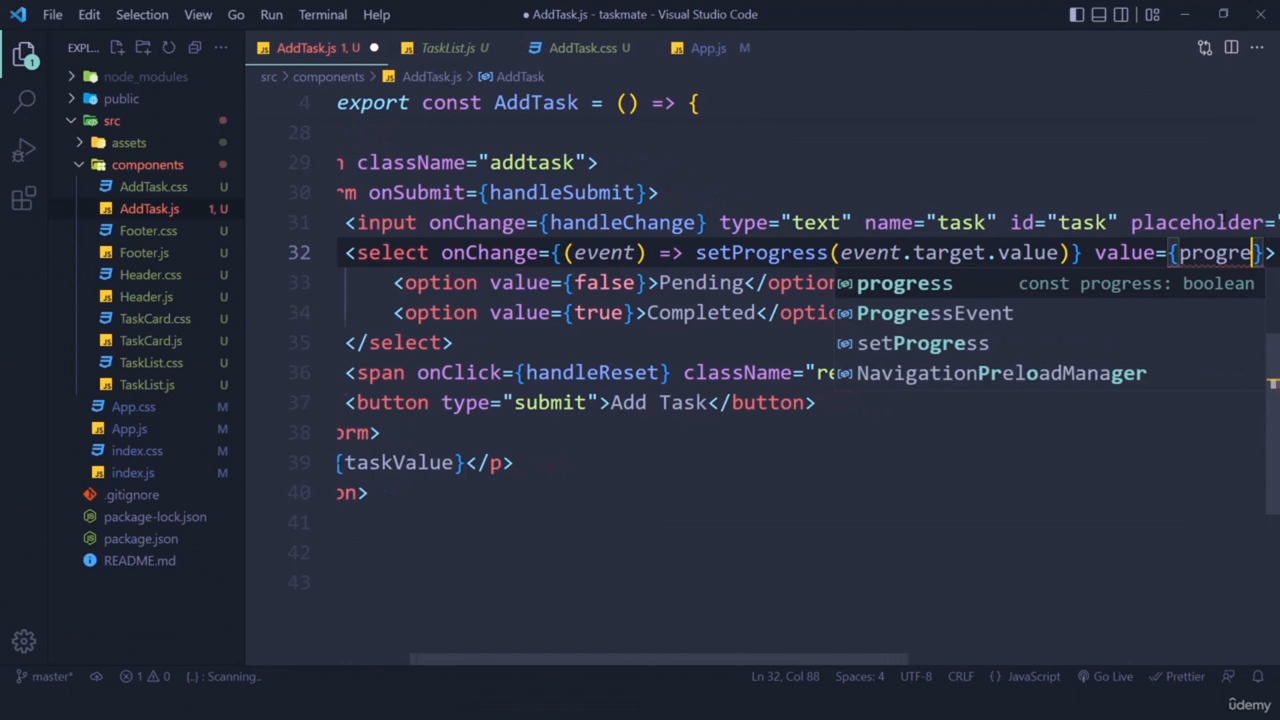 File Edit Selection View Go Run Terminal Help
● AddTask.js - taskmate - Visual Studio Code
EXPL...
AddTask.js 1, U ●
TaskList.js U
AddTask.css U
App.js M
src > components > AddTask.js > AddTask
node_modules
public
src
assets
components
AddTask.css U
AddTask.js 1, U
Footer.css U
Footer.js U
Header.css U
Header.js U
TaskCard.css U
TaskCard.js U
TaskList.css U
TaskList.js U
App.css M
App.js M
index.css M
index.js M
.gitignore
package-lock.json
package.json
README.md
1
4 export const AddTask = () => {
28
29 n className="addtask">
30 rm onSubmit={handleSubmit}>
31 <input onChange={handleChange} type="text" name="task" id="task" placeholder="
32 <select onChange={(event) => setProgress(event.target.value)} value={progre}>
33 <option value={false}>Pending</option
34 <option value={true}>Completed</optio
35 </select>
36 <span onClick={handleReset} className="re
37 <button type="submit">Add Task</button>
38 orm>
39 {taskValue}</p>
40 on>
41
42
43
progress const progress: boolean
ProgressEvent
setProgress
NavigationPreloadManager
master* 1 0 {..} : Scanning.. Ln 32, Col 88 Spaces: 4 UTF-8 CRLF {} JavaScript Go Live Prettier
ûdemy